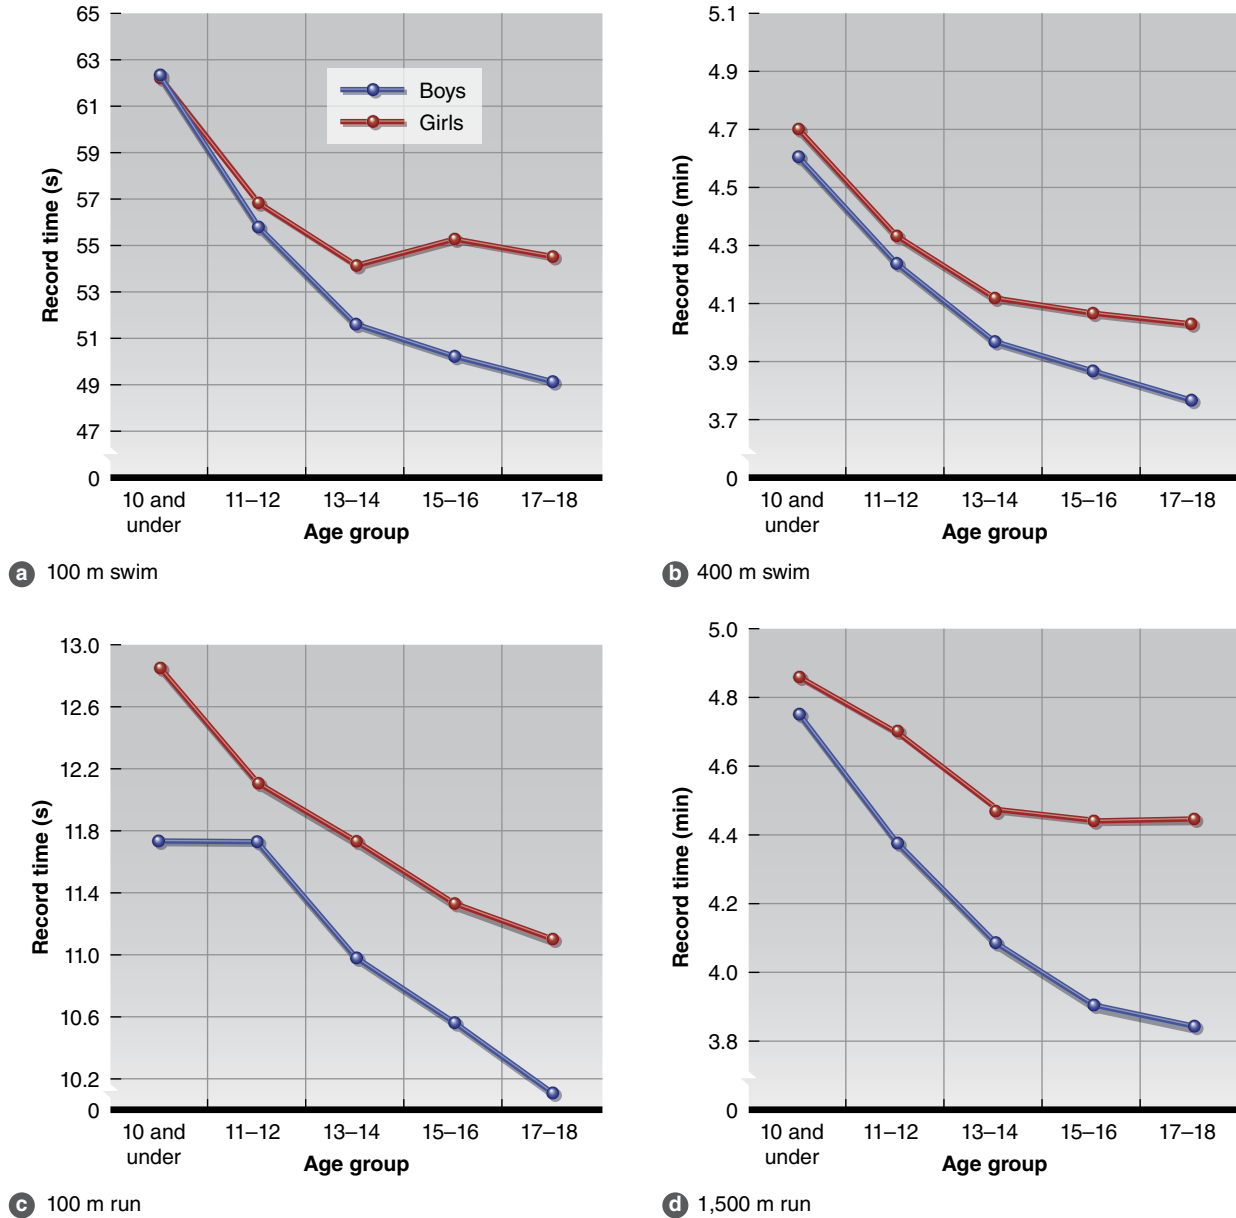 65
63
61
59
57
55
53
51
49
47
0
Record time (s)
Boys
Girls
10 and under
11–12
13–14
15–16
17–18
Age group
a 100 m swim
5.1
4.9
4.7
4.5
4.3
4.1
3.9
3.7
0
Record time (min)
10 and under
11–12
13–14
15–16
17–18
Age group
b 400 m swim
13.0
12.6
12.2
11.8
11.4
11.0
10.6
10.2
0
Record time (s)
10 and under
11–12
13–14
15–16
17–18
Age group
c 100 m run
5.0
4.8
4.6
4.4
4.2
4.0
3.8
0
Record time (min)
10 and under
11–12
13–14
15–16
17–18
Age group
d 1,500 m run